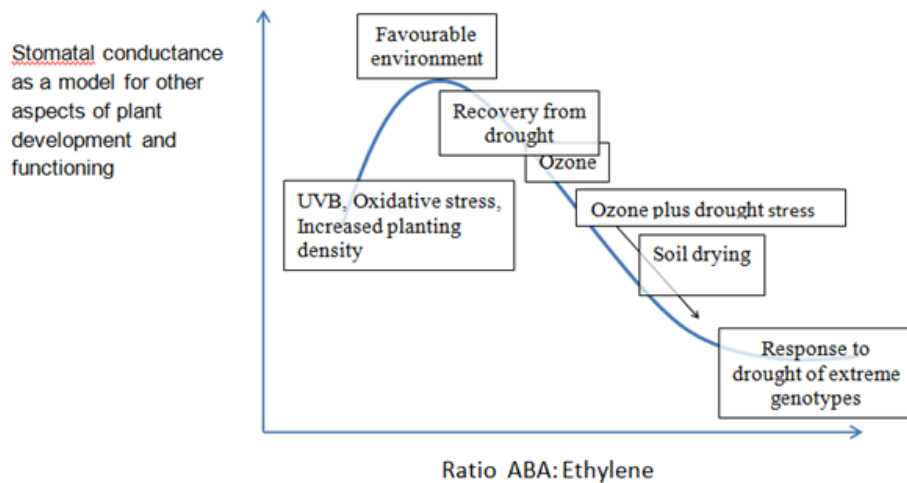 Stomatal conductance
as a model for other
aspects of plant
development and
functioning
Favourable
environment
Recovery from
drought
Ozone
UVB, Oxidative stress,
Increased planting
density
Ozone plus drought stress
Soil drying
Response to
drought of extreme
genotypes
Ratio ABA: Ethylene